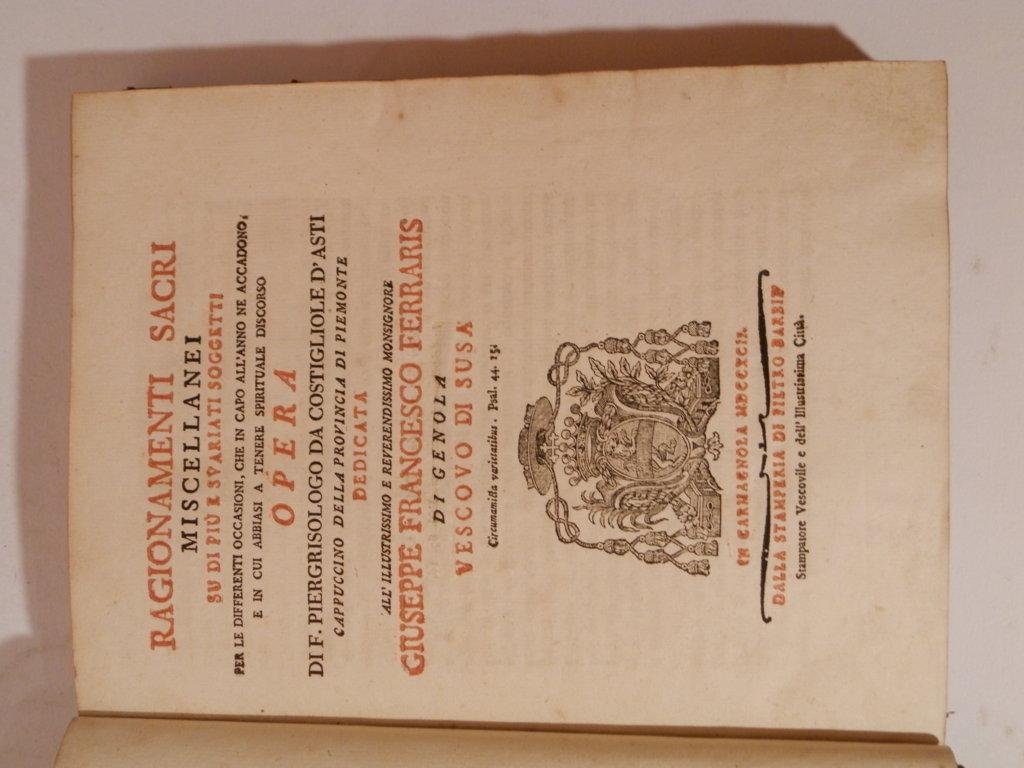 RAGIONAMENTI SACRI
MISCELLANEI
SU DI PIÙ E SVARIATI SOGGETTI
PER LE DIFFERENTI OCCASIONI, CHE IN CAPO ALL'ANNO NE ACCADONO,
E IN CUI ABBIASI A TENERE SPIRITUALE DISCORSO
OPERA
DI F. PIERGRISOLOGO DA COSTIGLIOLE D'ASTI
CAPPUCCINO DELLA PROVINCIA DI PIEMONTE
DEDICATA
ALL' ILLUSTRISSIMO E REVERENDISSIMO MONSIGNORE
GIUSEPPE FRANCESCO FERRARIS
DI GENOLA
VESCOVO DI SUSA
Circumamicta varietatibus. Psal. 44. 15.
IN CARMAGNOLA MDCCXCII.
DALLA STAMPERIA DI PIETRO BARBIE
Stampatore Vescovile e dell' Illustrissima Città.